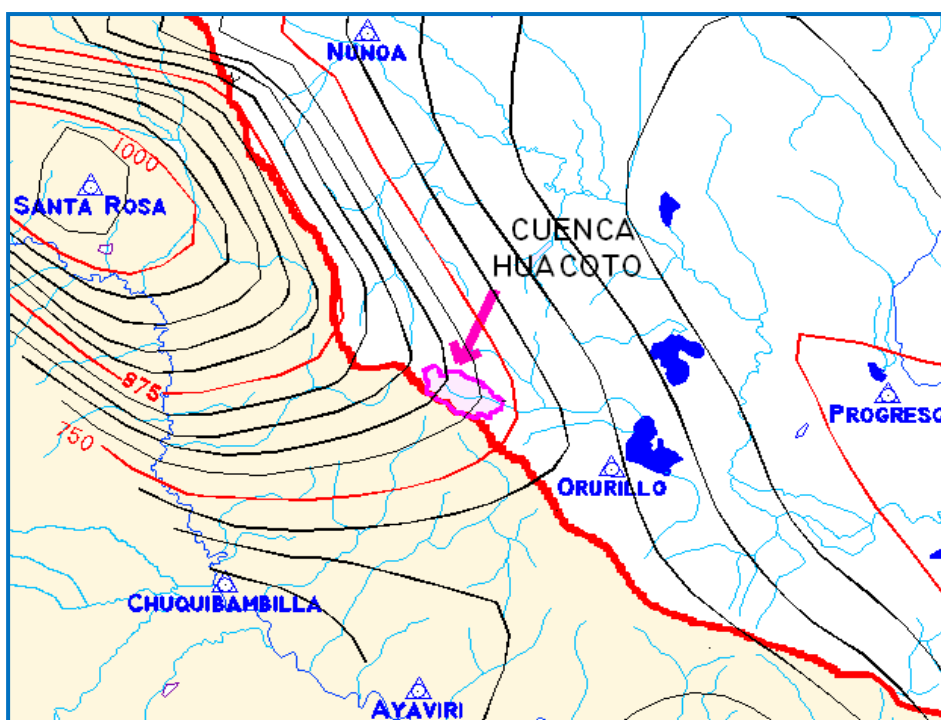 NUÑOA
1000
SANTA ROSA
CUENCA
HUACOTO
875
PROGRESO
750
ORURILLO
CHUQUIBAMBILLA
AYAVIRI